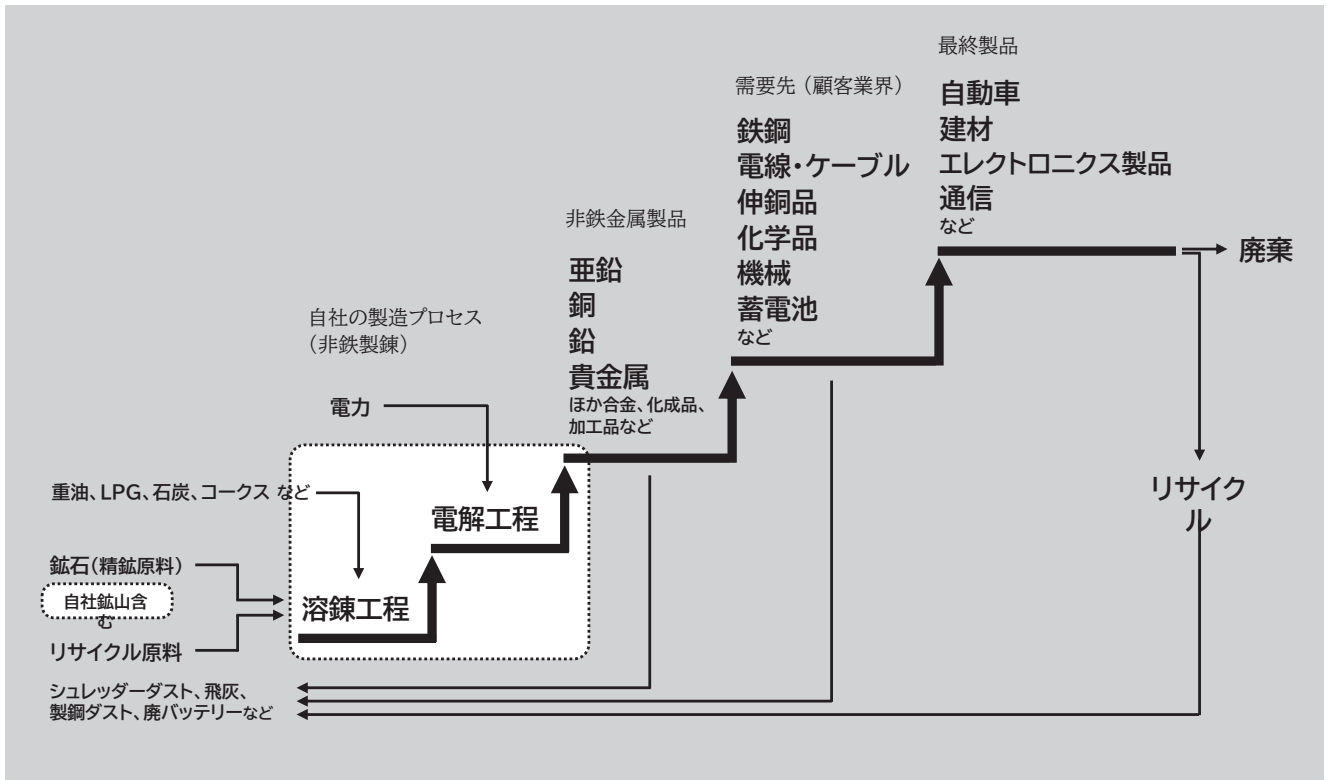 最終製品
自動車
建材
エレクトロニクス製品
通信
など
需要先（顧客業界）
鉄鋼
電線・ケーブル
伸銅品
化学品
機械
蓄電池
など
非鉄金属製品
亜鉛
銅
鉛
貴金属
ほか合金、化成品、
加工品など
自社の製造プロセス
（非鉄製錬）
電力
重油、LPG、石炭、コークス など
電解工程
溶錬工程
鉱石（精鉱原料）
自社鉱山含
む
リサイクル原料
シュレッダーダスト、飛灰、
製鋼ダスト、廃バッテリーなど
廃棄
リサイク
ル